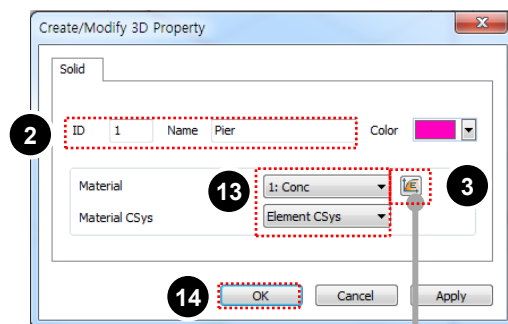 Create/Modify 3D Property
Solid
2 ID 1 Name Pier Color
Material 13 1: Conc 3
Material CSys Element CSys
14 OK Cancel Apply